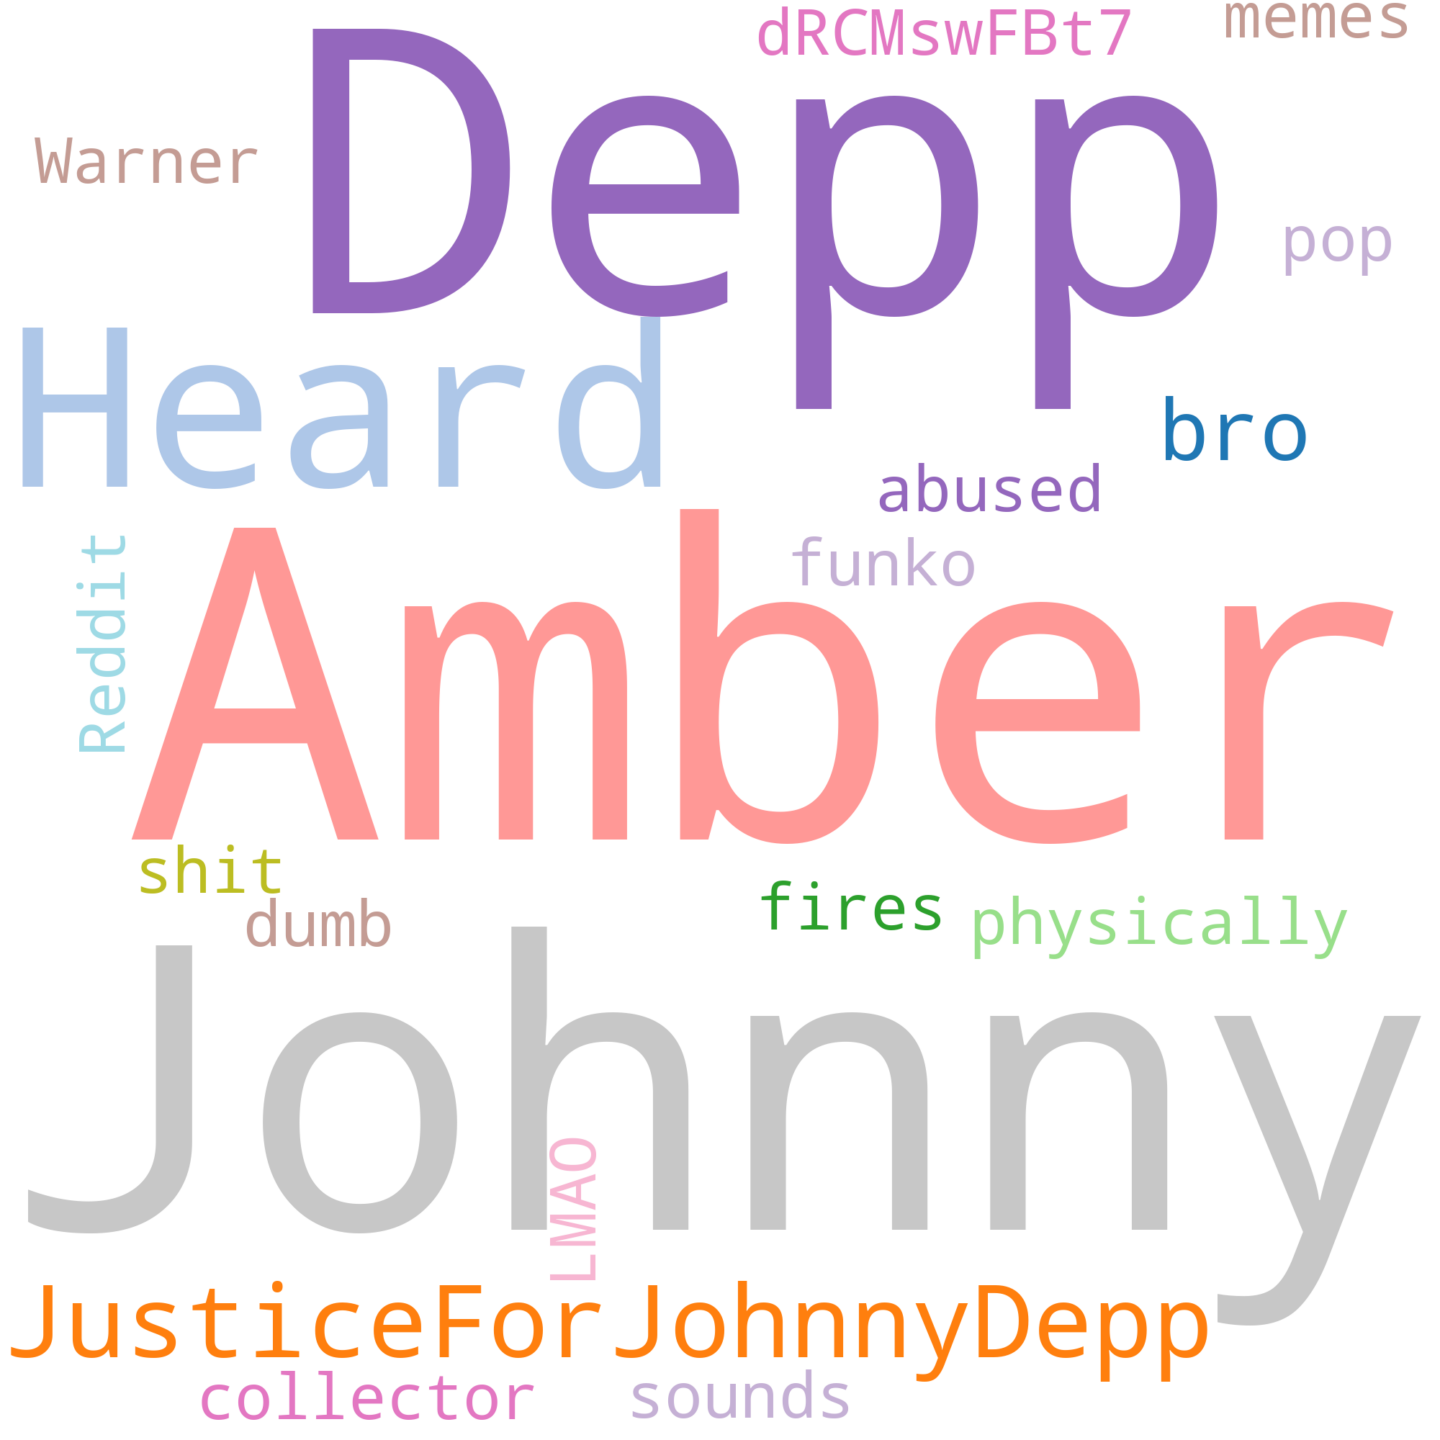 dRCMswFBt7
memes
Depp
Warner
pop
Heard
bro
abused
funko
Reddit
Amber
shit
fires
physically
dumb
Johnny
LMAO
JusticeForJohnnyDepp
collector
sounds